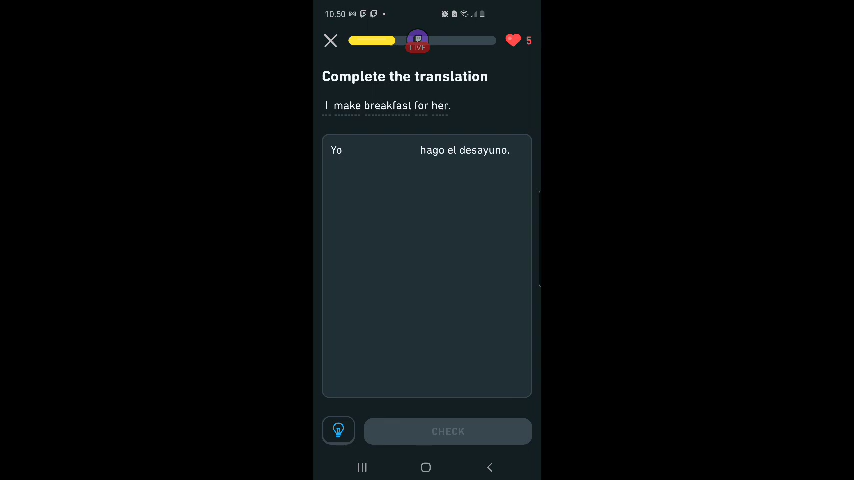 10.50
LIVE
5
Complete the translation
I make breakfast for her.
Yo hago el desayuno.
CHECK